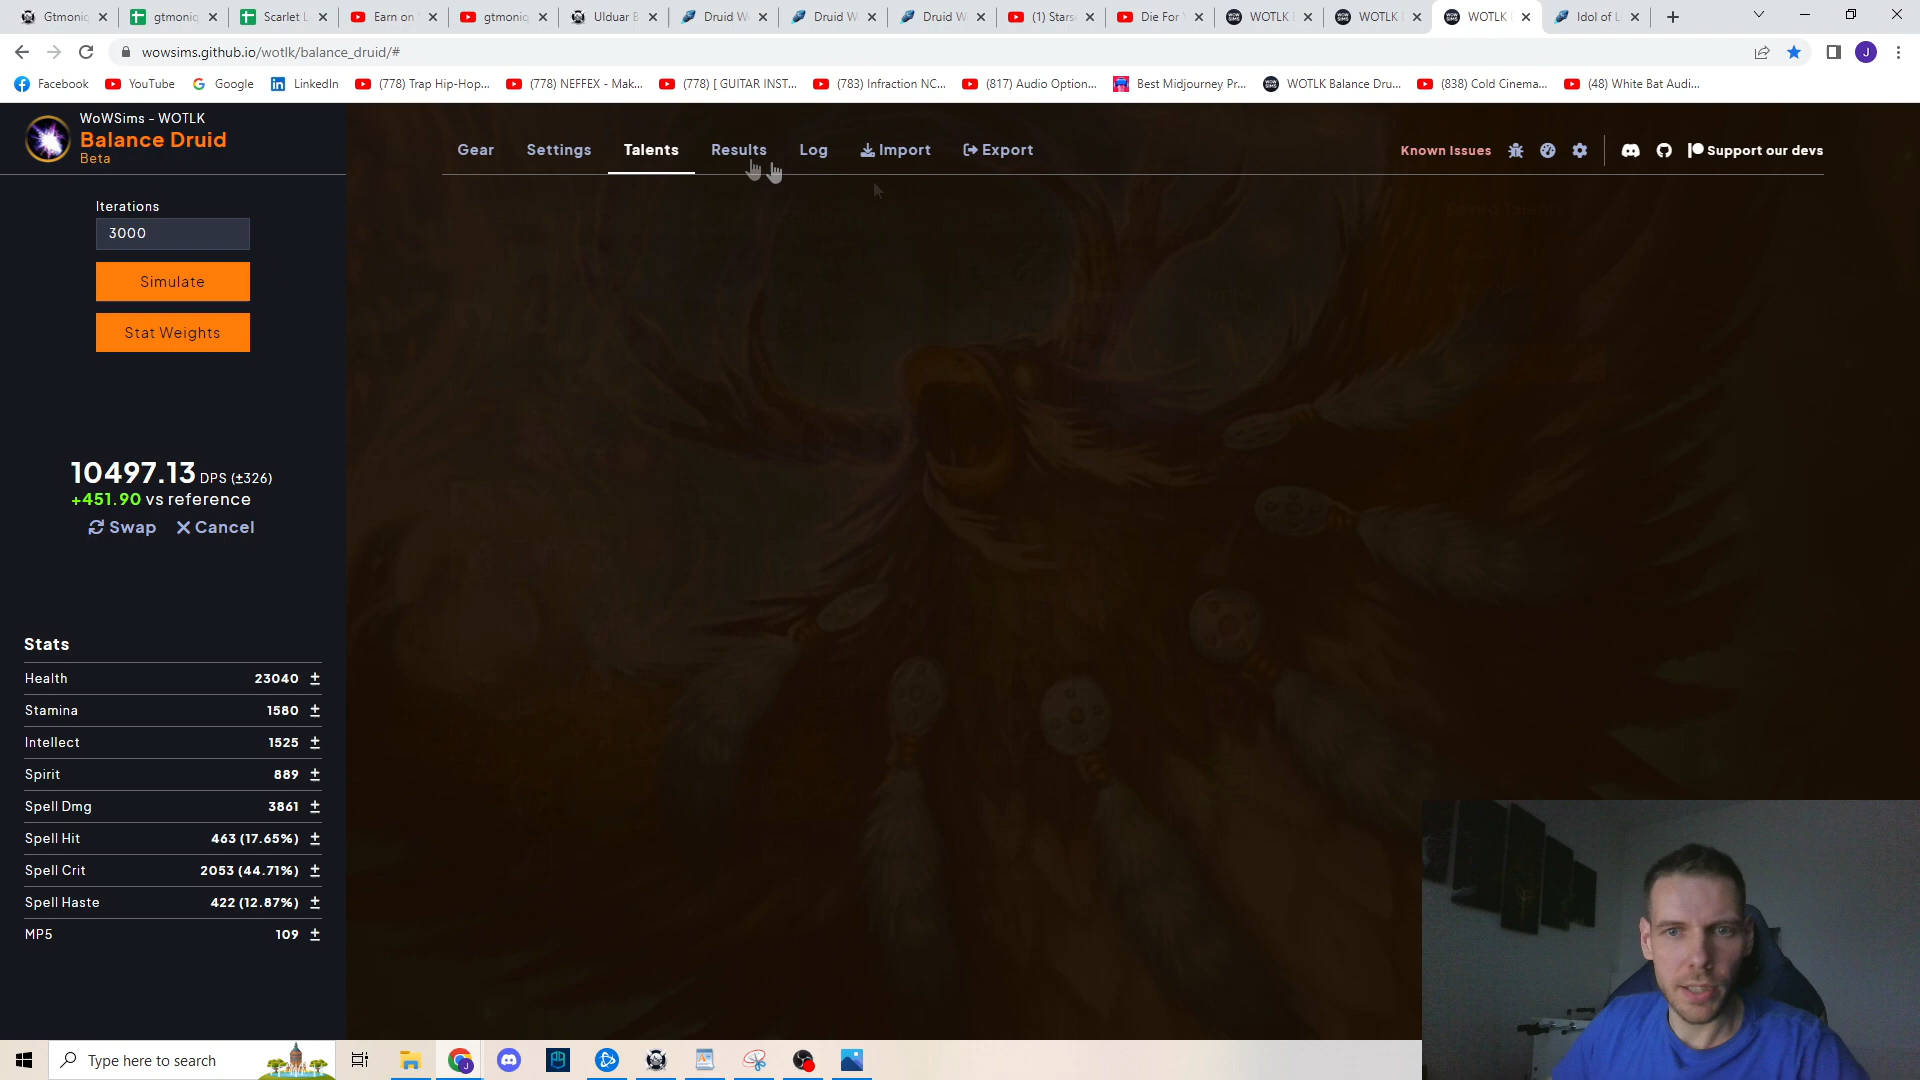 Gtmoniq
gtmoniq
Scarlet L
Earn on
gtmoniq
Ulduar B
Druid W
Druid W
Druid W
(1) Stars
Die For
WOTLK
WOTLK
WOTLK
Idol of L
wowsims.github.io/wotlk/balance_druid/#
Facebook
YouTube
Google
LinkedIn
(778) Trap Hip-Hop...
(778) NEFFEX - Mak...
(778) [ GUITAR INST...
(783) Infraction NC...
(817) Audio Option...
Best Midjourney Pr...
WOTLK Balance Dru...
(838) Cold Cinema...
(48) White Bat Audi...
J
WoWSims - WOTLK
Balance Druid
Beta
Gear
Settings
Talents
Results
Log
Import
Export
Known Issues
Support our devs
Iterations
3000
Simulate
Stat Weights
10497.13 DPS (±326)
+451.90 vs reference
Swap
Cancel
Stats
Health 23040
Stamina 1580
Intellect 1525
Spirit 889
Spell Dmg 3861
Spell Hit 463 (17.65%)
Spell Crit 2053 (44.71%)
Spell Haste 422 (12.87%)
MP5 109
Type here to search